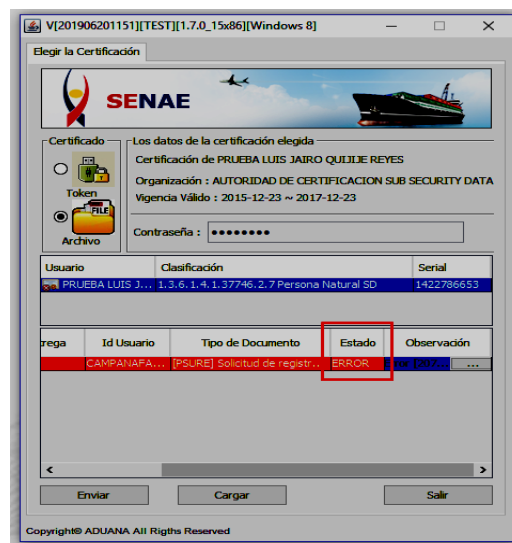 V[201906201151][TEST][1.7.0_15x86][Windows 8]
Elegir la Certificación
SENAE
Certificado
Los datos de la certificación elegida
Certificación de PRUEBA LUIS JAIRO QUIJIJE REYES
Organización : AUTORIDAD DE CERTIFICACION SUB SECURITY DATA
Vigencia Válido : 2015-12-23 ~ 2017-12-23
Token
FILE
Archivo
Contraseña : ●●●●●●●●
Usuario Clasificación Serial
PRUEBA LUIS J... 1.3.6.1.4.1.37746.2.7 Persona Natural SD 1422786653
rega Id Usuario Tipo de Documento Estado Observación
CAMPANAFA... [PSURE] Solicitud de registr.. ERROR ...
Enviar Cargar Salir
Copyright© ADUANA All Rigths Reserved